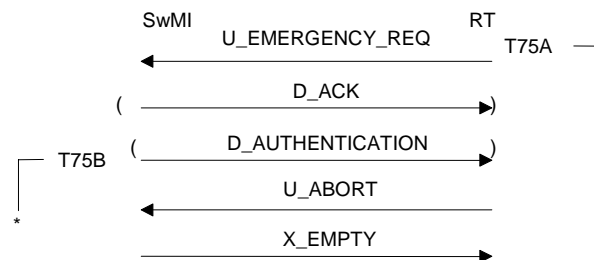 SwMI RT
U_EMERGENCY_REQ T75A
( D_ACK )
T75B ( D_AUTHENTICATION )
U_ABORT
*
X_EMPTY